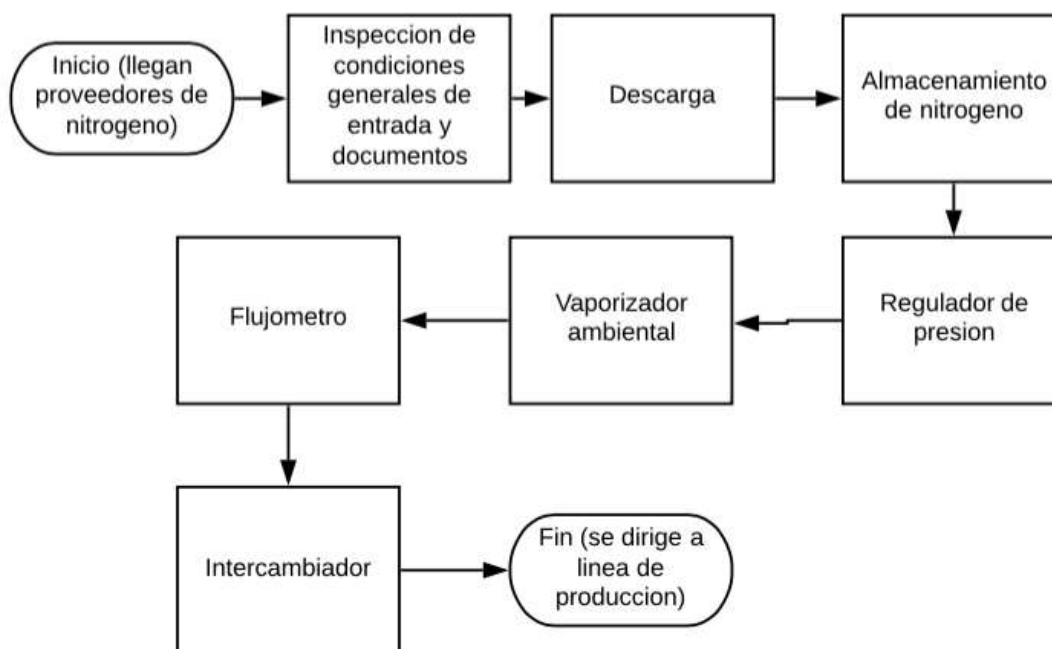 Inicio (llegan
proveedores de
nitrogeno)
Inspeccion de
condiciones
generales de
entrada y
documentos
Descarga
Almacenamiento
de nitrogeno
Regulador de
presion
Vaporizador
ambiental
Flujometro
Intercambiador
Fin (se dirige a
linea de
produccion)